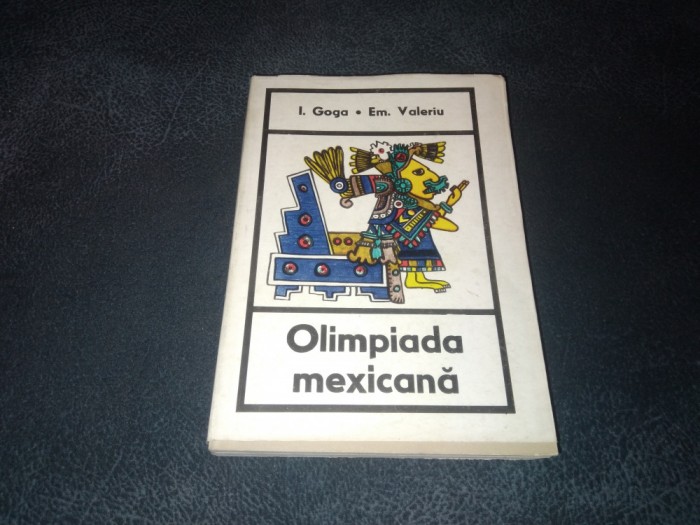 I. Goga • Em. Valeriu
Olimpiada
mexicană